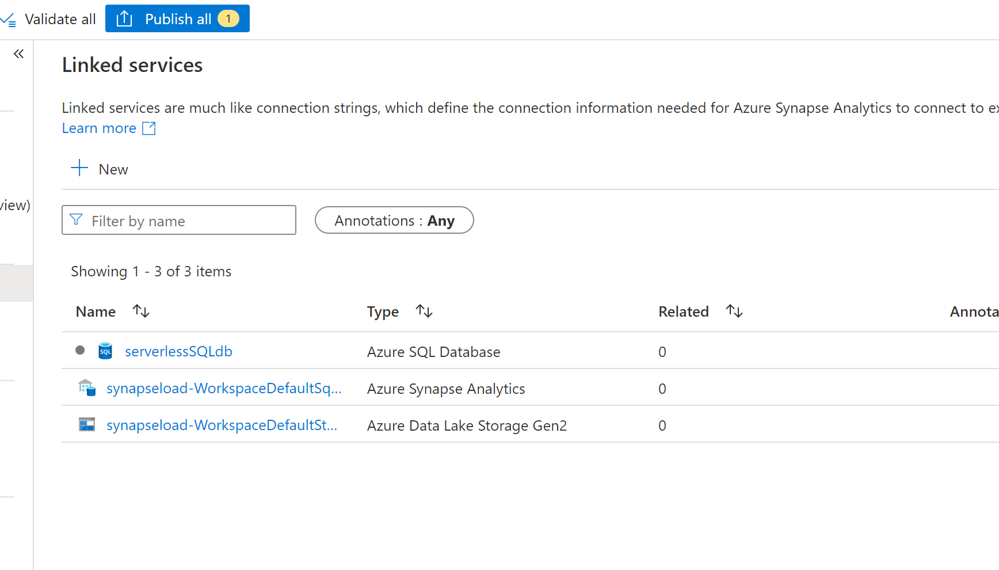 Validate all
Publish all 1
Linked services
Linked services are much like connection strings, which define the connection information needed for Azure Synapse Analytics to connect to
Learn more
New
view)
Filter by name
Annotations : Any
Showing 1 - 3 of 3 items
Name Type Related Annota
SQL serverlessSQLdb Azure SQL Database 0
synapseload-WorkspaceDefaultSq... Azure Synapse Analytics 0
synapseload-WorkspaceDefaultSt... Azure Data Lake Storage Gen2 0